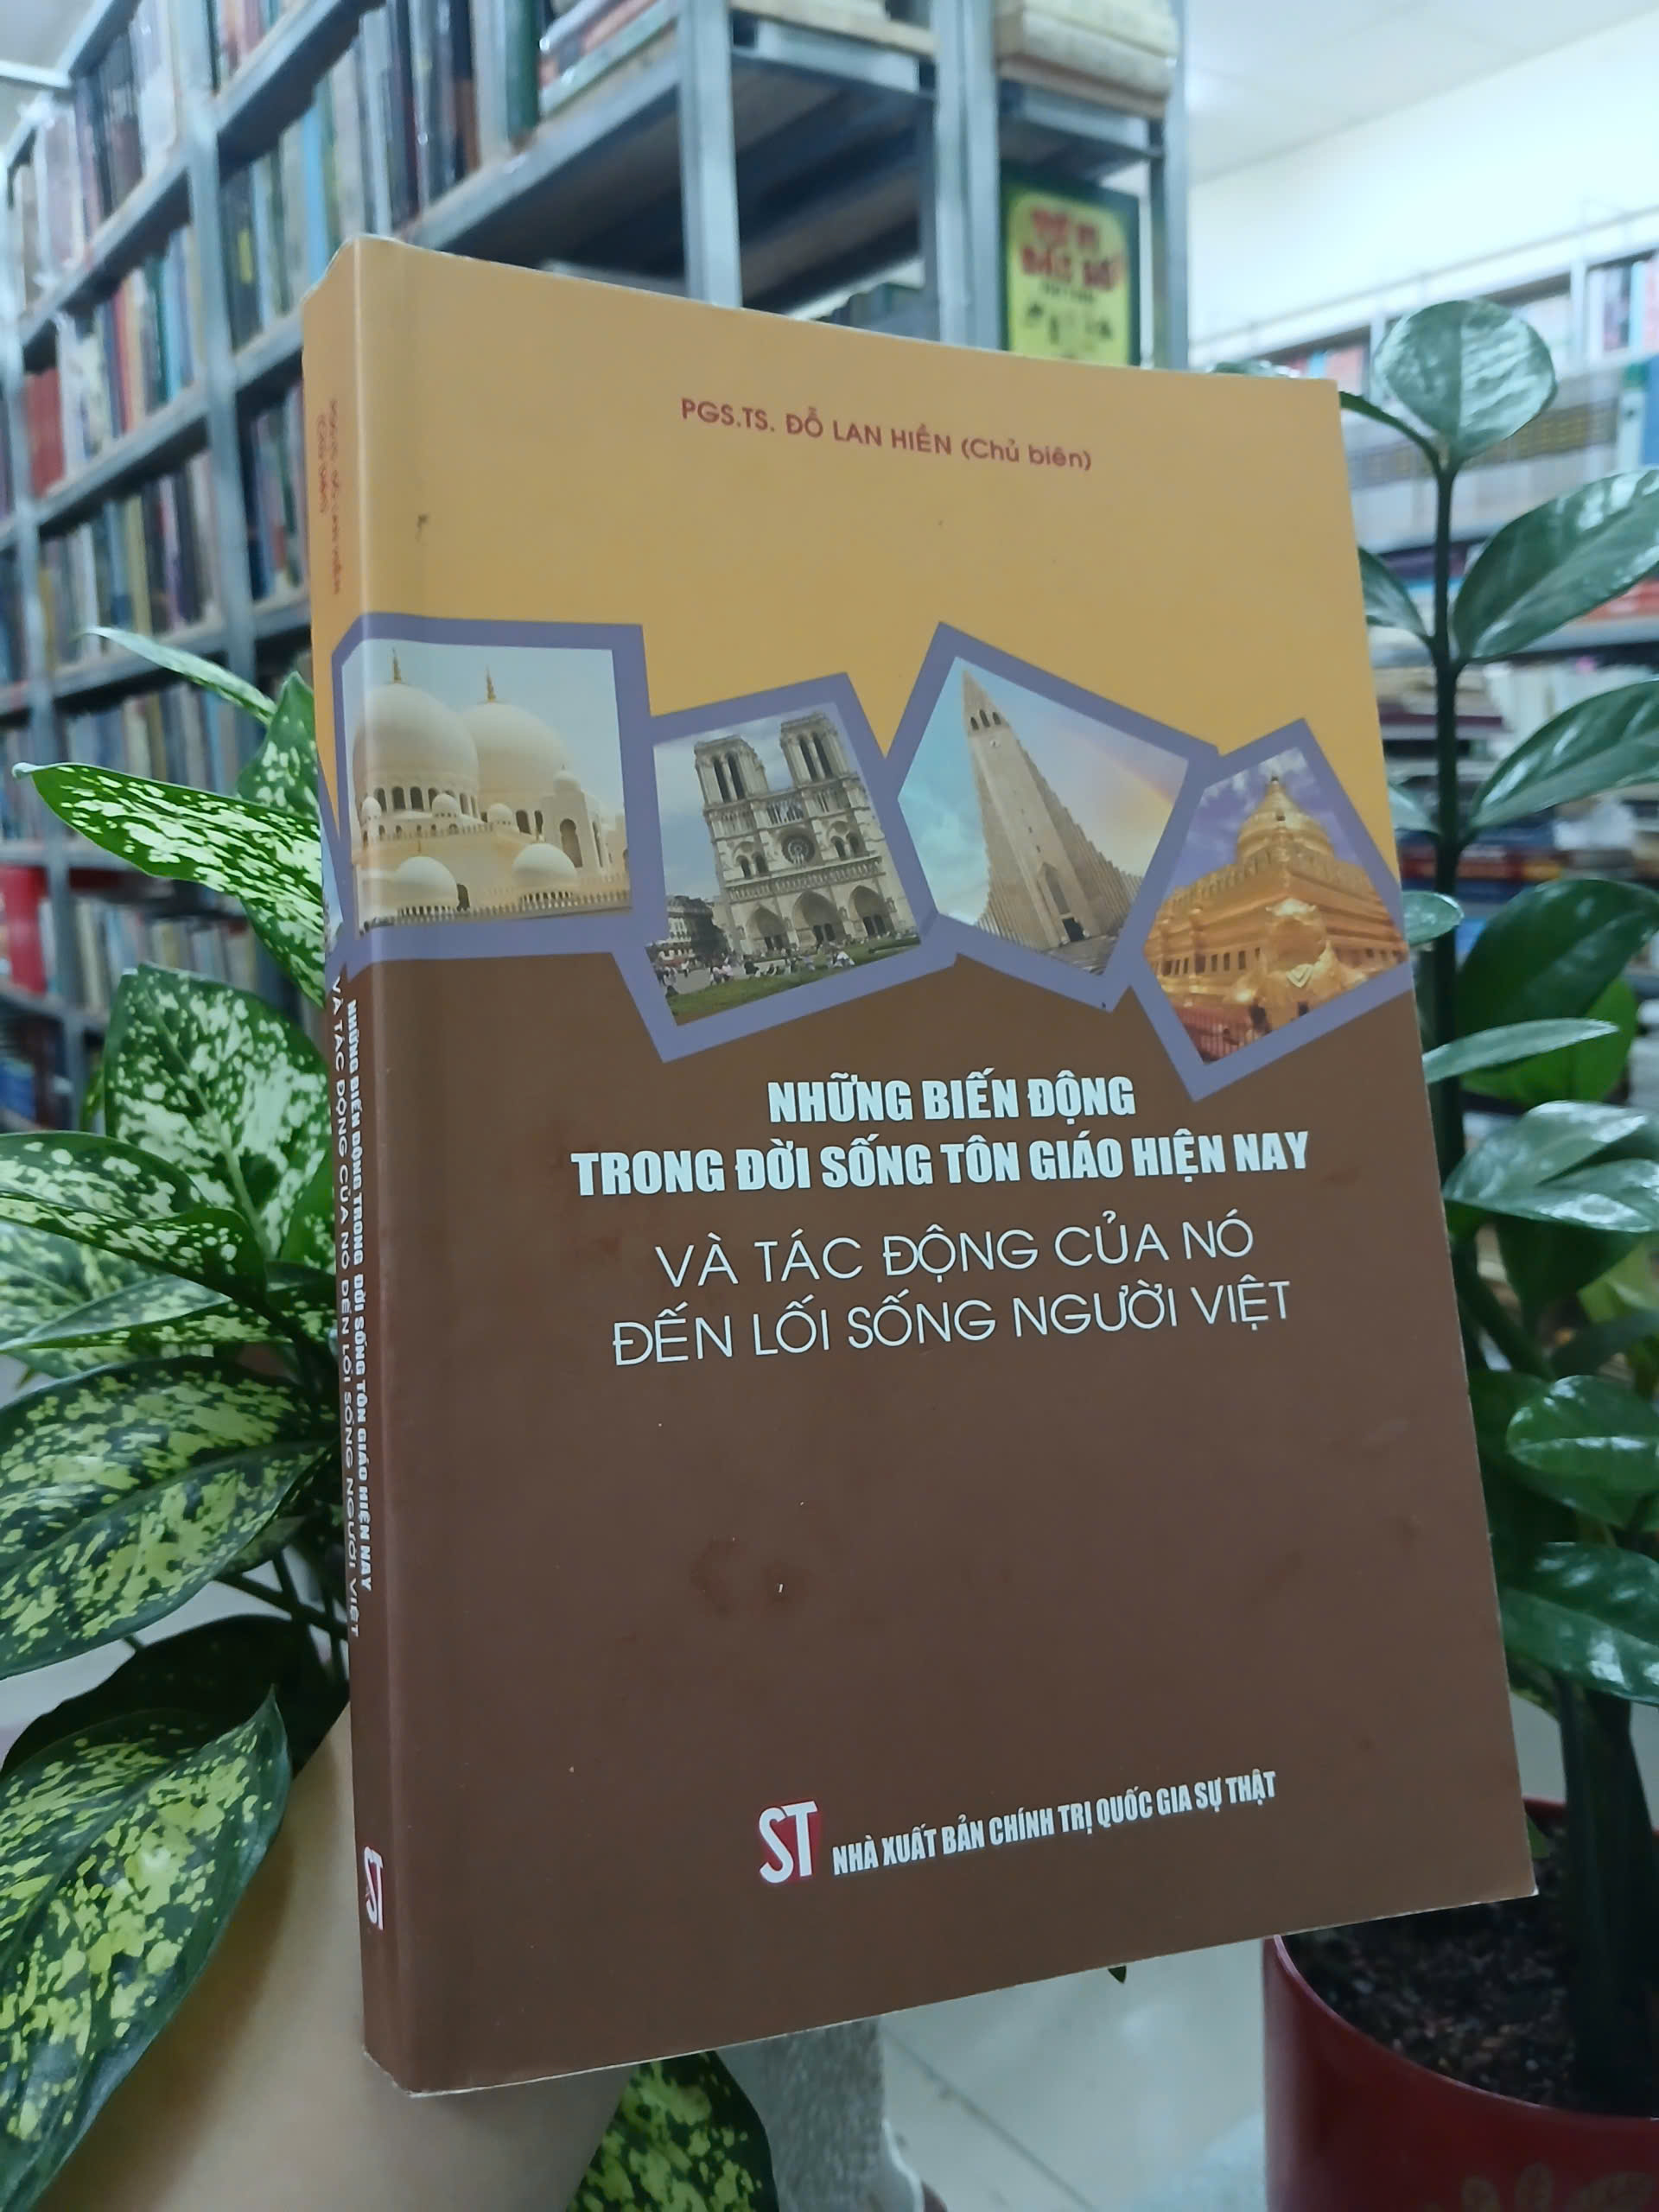 PGS.TS. ĐỖ LAN HIỀN (Chủ biên)
NHỮNG BIẾN ĐỘNG
TRONG ĐỜI SỐNG TÔN GIÁO HIỆN NAY
VÀ TÁC ĐỘNG CỦA NÓ
ĐẾN LỐI SỐNG NGƯỜI VIỆT
ST NHÀ XUẤT BẢN CHÍNH TRỊ QUỐC GIA SỰ THẬT
NHỮNG BIẾN ĐỘNG TRONG ĐỜI SỐNG TÔN GIÁO HIỆN NAY
VÀ TÁC ĐỘNG CỦA NÓ ĐẾN LỐI SỐNG NGƯỜI VIỆT
ST